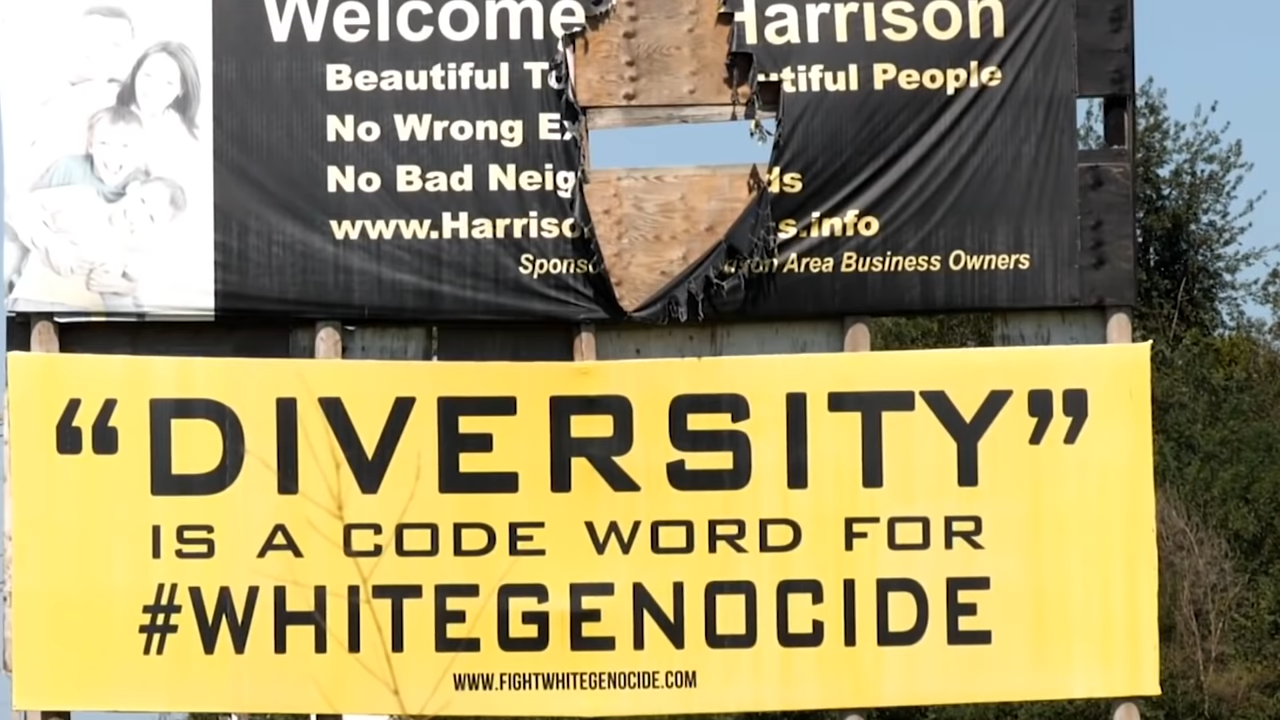 Welcome Harrison
Beautiful People
No Wrong
No Bad
Area Business Owners
“DIVERSITY”
IS A CODE WORD FOR
#WHITEGENOCIDE
WWW.FIGHTWHITEGENOCIDE.COM